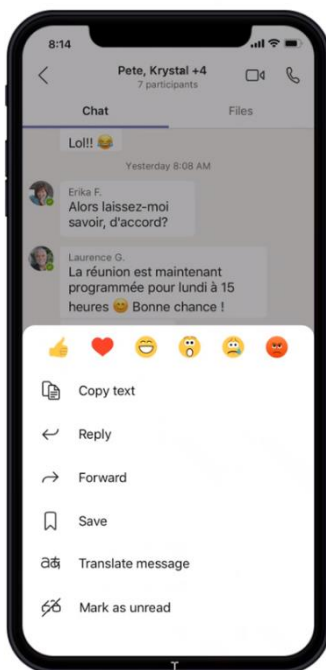 8:14
Pete, Krystal +4
7 participants
Chat
Files
Lol!! 😂
Yesterday 8:08 AM
Erika F.
Alors laissez-moi
savoir, d'accord?
Laurence G.
La réunion est maintenant
programmée pour lundi à 15
heures 😊 Bonne chance !
Copy text
Reply
Forward
Save
Translate message
Mark as unread